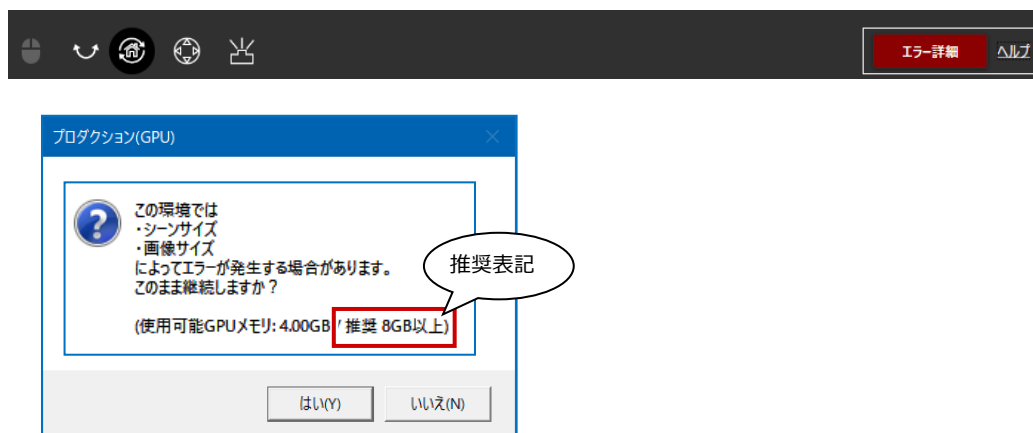 エラー詳細 ヘルプ
プロダクション(GPU)
この環境では
・シーンサイズ
・画像サイズ
によってエラーが発生する場合があります。
このまま継続しますか？
推奨表記
(使用可能GPUメモリ: 4.00GB / 推奨 8GB以上)
はい(Y) いいえ(N)